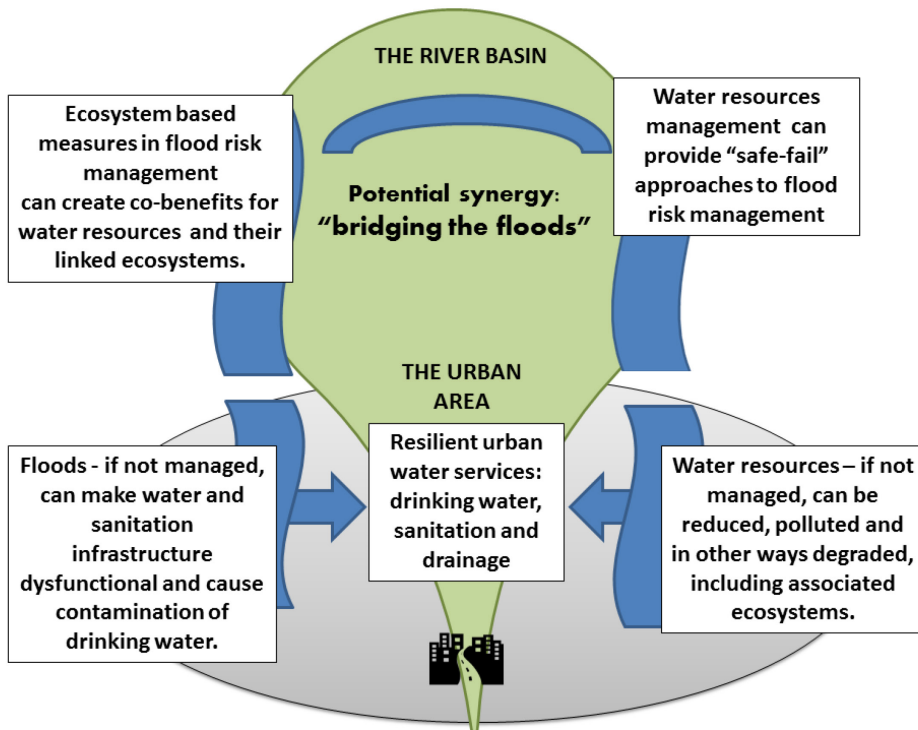 THE RIVER BASIN
Ecosystem based
measures in flood risk
management
can create co-benefits for
water resources and their
linked ecosystems.
Water resources
management can
provide “safe-fail”
approaches to flood
risk management
Potential synergy:
“bridging the floods”
THE URBAN
AREA
Floods - if not managed,
can make water and
sanitation
infrastructure
dysfunctional and cause
contamination of
drinking water.
Resilient urban
water services:
drinking water,
sanitation and
drainage
Water resources – if not
managed, can be
reduced, polluted and
in other ways degraded,
including associated
ecosystems.